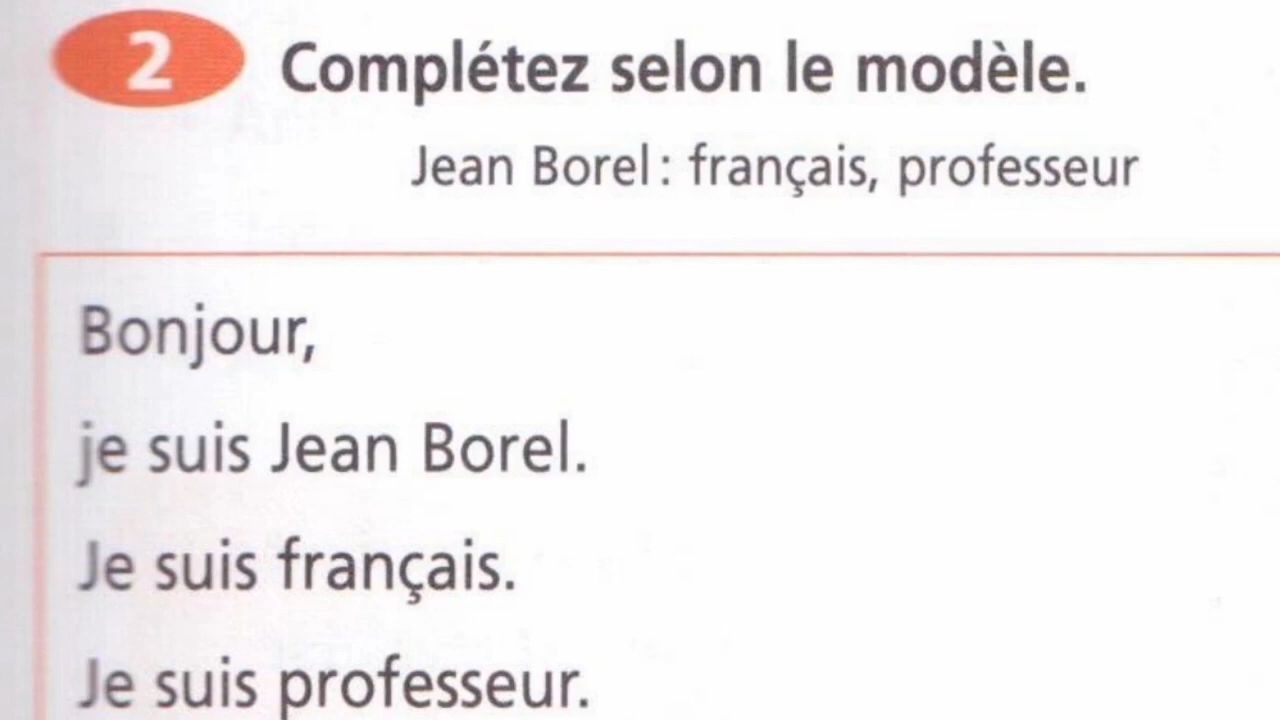 2 Complétez selon le modèle.
Jean Borel : français, professeur
Bonjour,
je suis Jean Borel.
Je suis français.
Je suis professeur.